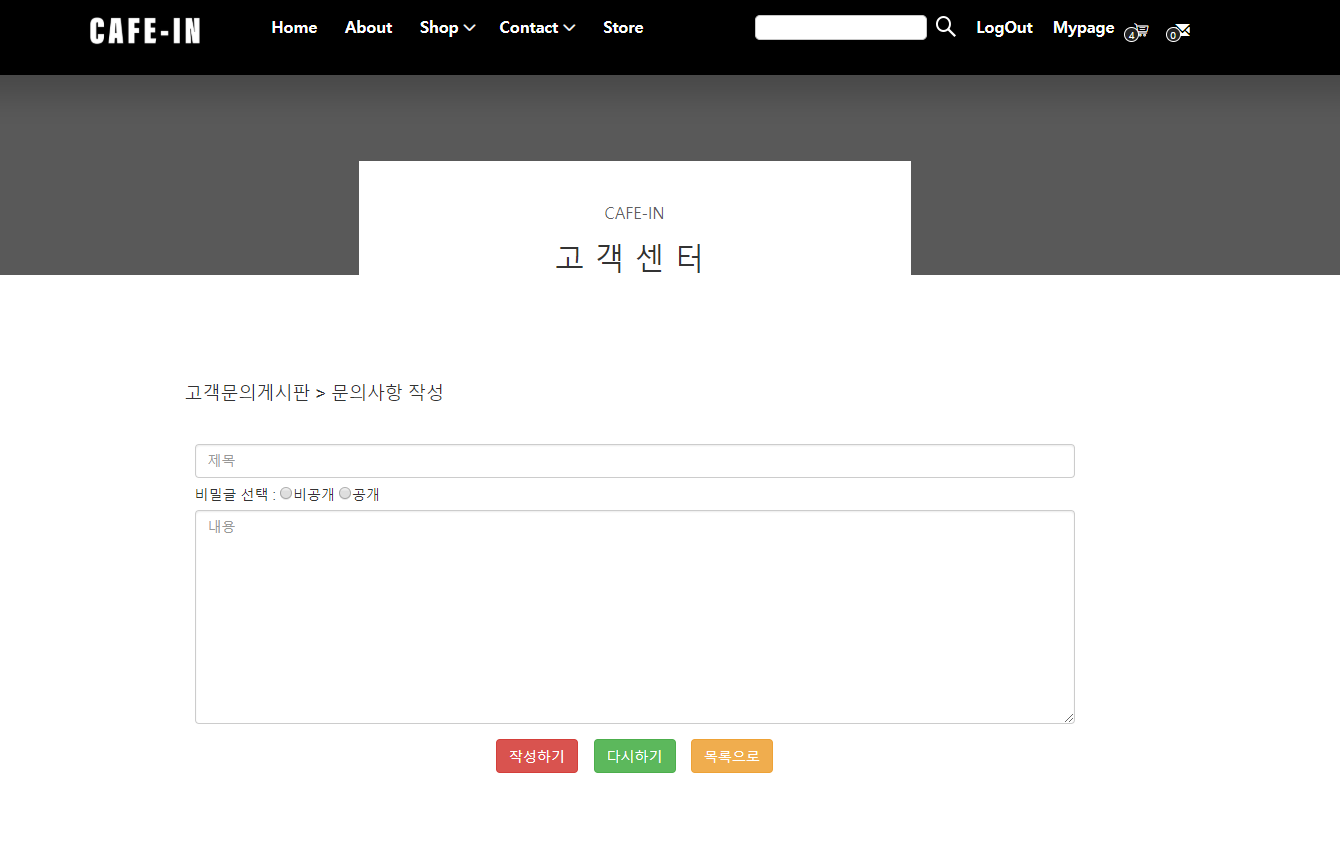 CAFE-IN Home About Shop Contact Store LogOut Mypage 4 0
CAFE-IN
고객센터
고객문의게시판 > 문의사항 작성
제목
비밀글 선택 : 비공개 공개
내용
작성하기 다시하기 목록으로